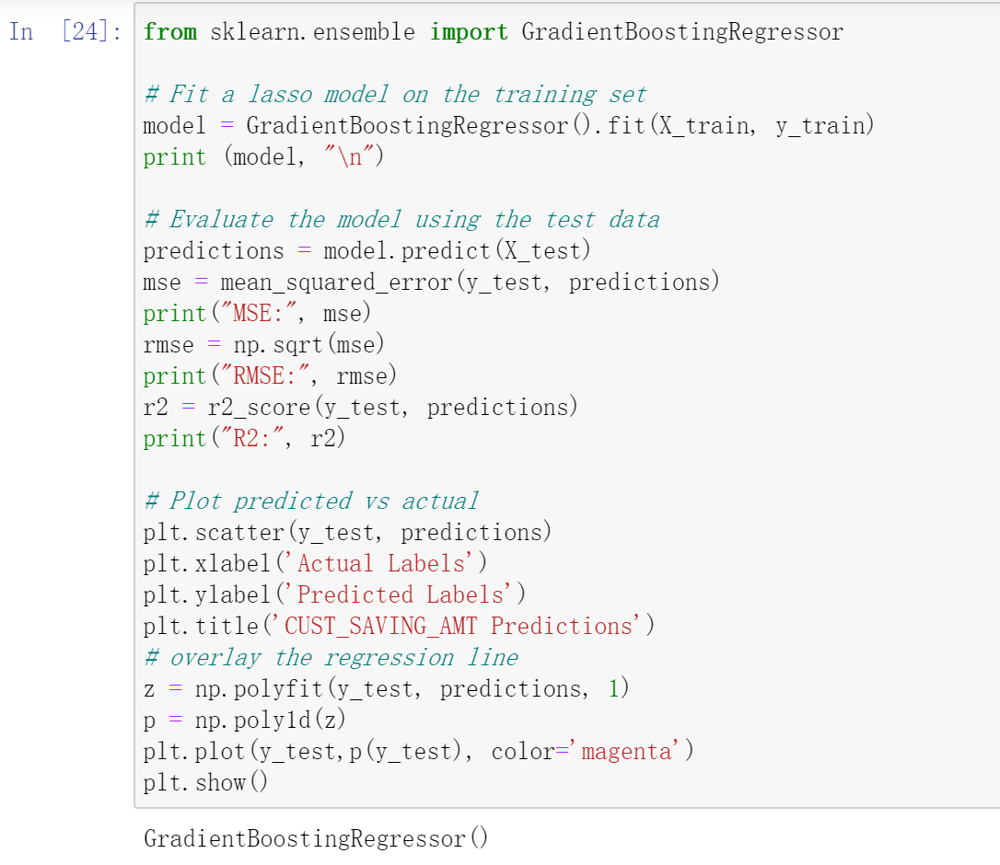 In [24]:
from sklearn.ensemble import GradientBoostingRegressor
# Fit a lasso model on the training set
model = GradientBoostingRegressor().fit(X_train, y_train)
print (model, "\n")
# Evaluate the model using the test data
predictions = model.predict(X_test)
mse = mean_squared_error(y_test, predictions)
print("MSE:", mse)
rmse = np.sqrt(mse)
print("RMSE:", rmse)
r2 = r2_score(y_test, predictions)
print("R2:", r2)
# Plot predicted vs actual
plt.scatter(y_test, predictions)
plt.xlabel('Actual Labels')
plt.ylabel('Predicted Labels')
plt.title('CUST_SAVING_AMT Predictions')
# overlay the regression line
z = np.polyfit(y_test, predictions, 1)
p = np.poly1d(z)
plt.plot(y_test,p(y_test), color='magenta')
plt.show()
GradientBoostingRegressor()